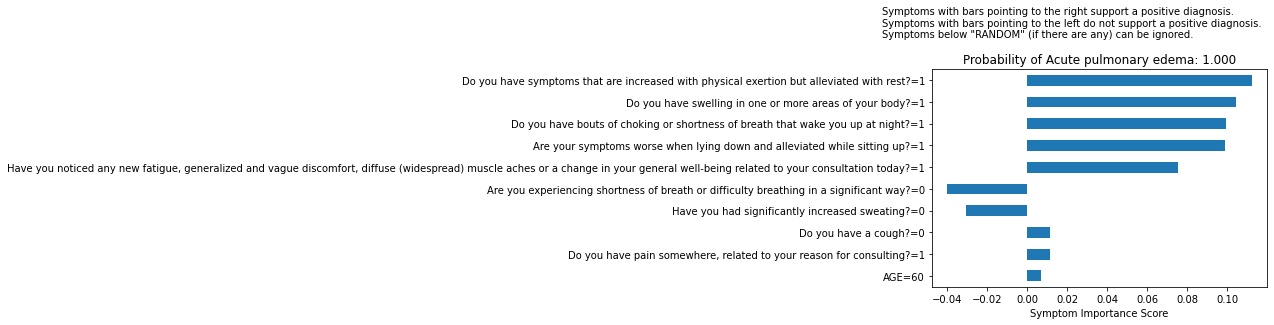 Symptoms with bars pointing to the right support a positive diagnosis.
Symptoms with bars pointing to the left do not support a positive diagnosis.
Symptoms below "RANDOM" (if there are any) can be ignored.
Probability of Acute pulmonary edema: 1.000
Do you have symptoms that are increased with physical exertion but alleviated with rest?=1
Do you have swelling in one or more areas of your body?=1
Do you have bouts of choking or shortness of breath that wake you up at night?=1
Are your symptoms worse when lying down and alleviated while sitting up?=1
Have you noticed any new fatigue, generalized and vague discomfort, diffuse (widespread) muscle aches or a change in your general well-being related to your consultation today?=1
Are you experiencing shortness of breath or difficulty breathing in a significant way?=0
Have you had significantly increased sweating?=0
Do you have a cough?=0
Do you have pain somewhere, related to your reason for consulting?=1
AGE=60
−0.04 −0.02 0.00 0.02 0.04 0.06 0.08 0.10
Symptom Importance Score